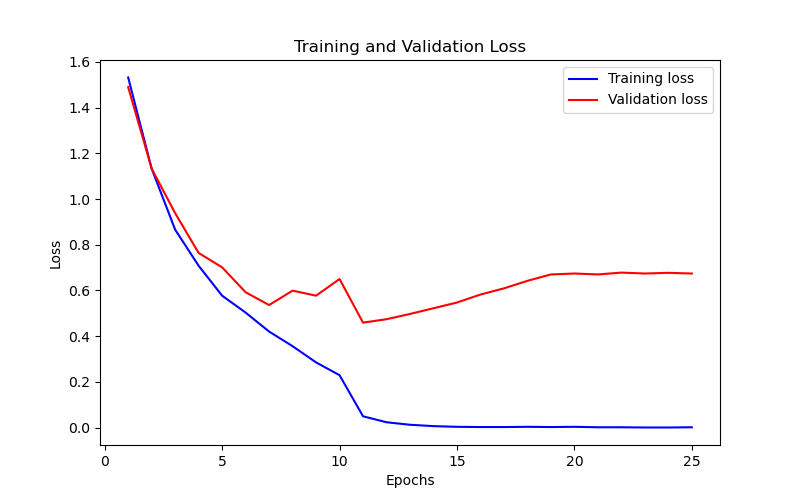 Training and Validation Loss
Training loss
Validation loss
Loss
1.6
1.4
1.2
1.0
0.8
0.6
0.4
0.2
0.0
0 5 10 15 20 25
Epochs